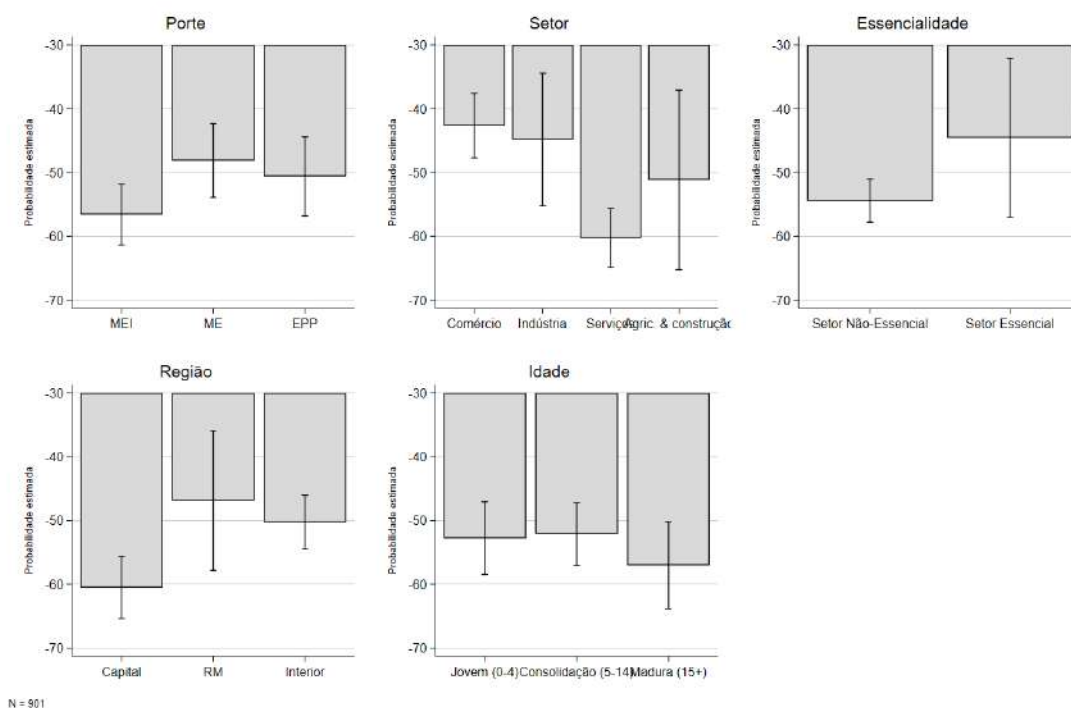 Porte
Setor
Essencialidade
-30
-40
-50
-60
-70
Probabilidade estimada
MEI ME EPP
-30
-40
-50
-60
-70
Probabilidade estimada
Comércio Indústria Serviços Agric. & construção
-30
-40
-50
-60
-70
Probabilidade estimada
Setor Não-Essencial Setor Essencial
Região
Idade
-30
-40
-50
-60
-70
Probabilidade estimada
Capital RM Interior
-30
-40
-50
-60
-70
Probabilidade estimada
Jovem (0-4) Consolidação (5-14) Madura (15+)
N = 901